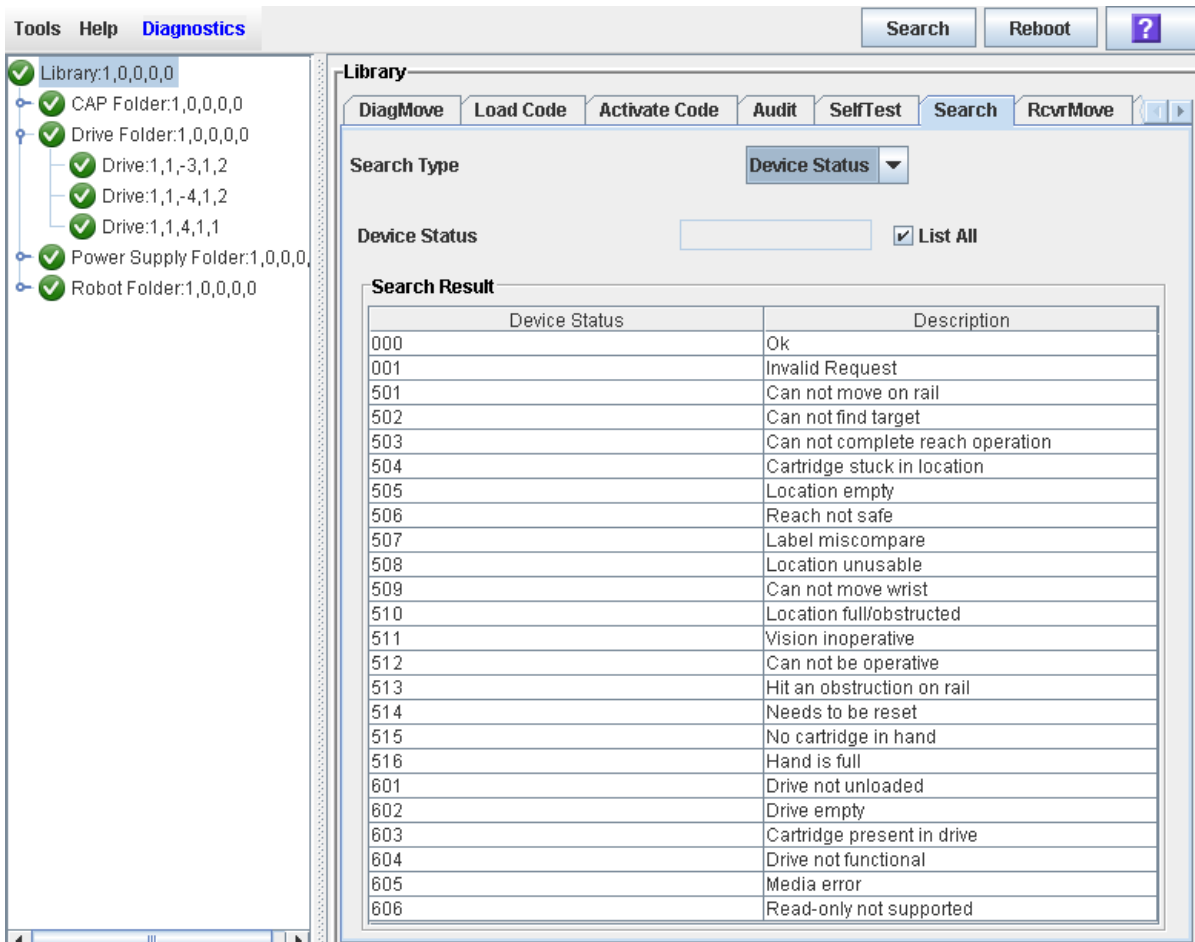 Tools Help Diagnostics Search Reboot ?
Library:1,0,0,0,0
CAP Folder:1,0,0,0,0
Drive Folder:1,0,0,0,0
Drive:1,1,-3,1,2
Drive:1,1,-4,1,2
Drive:1,1,4,1,1
Power Supply Folder:1,0,0,0,
Robot Folder:1,0,0,0,0
Library
DiagMove Load Code Activate Code Audit SelfTest Search RcvrMove
Search Type Device Status
Device Status List All
Search Result
Device Status Description
000 Ok
001 Invalid Request
501 Can not move on rail
502 Can not find target
503 Can not complete reach operation
504 Cartridge stuck in location
505 Location empty
506 Reach not safe
507 Label miscompare
508 Location unusable
509 Can not move wrist
510 Location full/obstructed
511 Vision inoperative
512 Can not be operative
513 Hit an obstruction on rail
514 Needs to be reset
515 No cartridge in hand
516 Hand is full
601 Drive not unloaded
602 Drive empty
603 Cartridge present in drive
604 Drive not functional
605 Media error
606 Read-only not supported